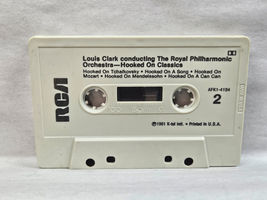 Louis Clark conducting The Royal Philharmonic
Orchestra—Hooked On Classics
Hooked On Tchaikovsky • Hooked On A Song • Hooked On
Mozart • Hooked On Mendelssohn • Hooked On A Can Can
RCA
AFK1-4194
2
©1981 K-tel Intl. • Printed in U.S.A.